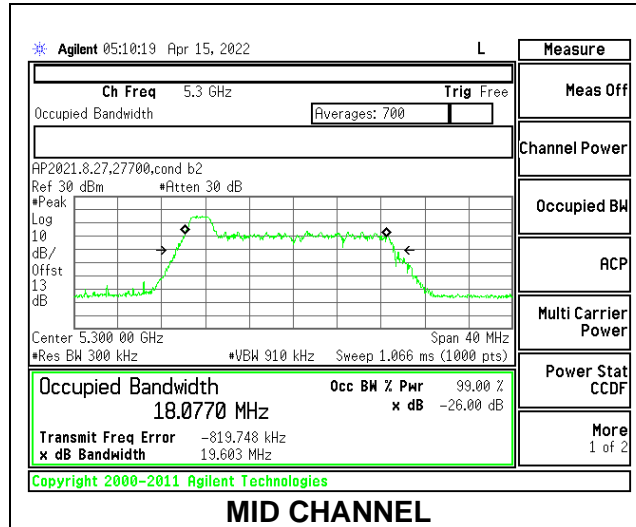 Agilent 05:10:19 Apr 15, 2022 L Measure
Ch Freq 5.3 GHz Trig Free
Meas Off
Occupied Bandwidth Averages: 700
Channel Power
AP2021.8.27,27700,cond b2
Ref 30 dBm #Atten 30 dB
#Peak
Log
10
dB/
Offst
13
dB
Occupied BW
ACP
Center 5.300 00 GHz Span 40 MHz
#Res BW 300 kHz #VBW 910 kHz Sweep 1.066 ms (1000 pts)
Multi Carrier
Power
Occupied Bandwidth Occ BW % Pwr 99.00 %
18.0770 MHz x dB -26.00 dB
Power Stat
CCDF
Transmit Freq Error -819.748 kHz
x dB Bandwidth 19.603 MHz
More
1 of 2
Copyright 2000-2011 Agilent Technologies
MID CHANNEL